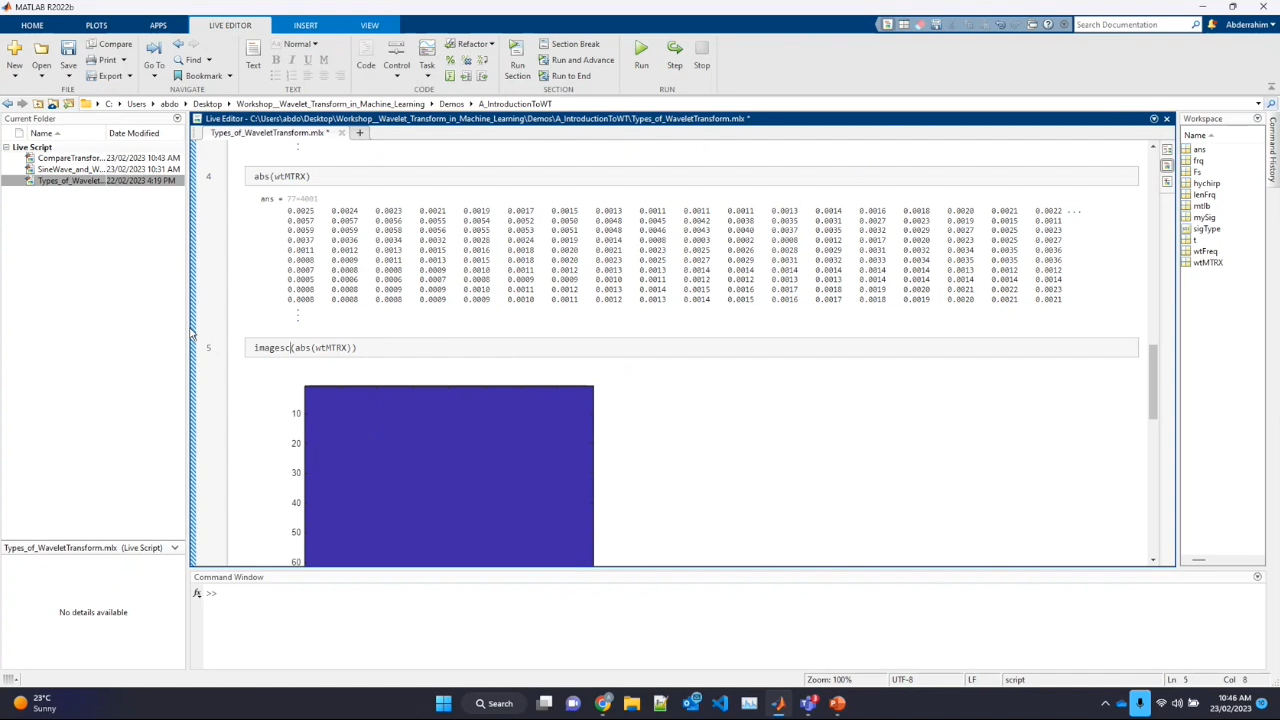 MATLAB R2022b
HOME PLOTS APPS LIVE EDITOR INSERT VIEW
Search Documentation Abderrahim
New Open Save Compare Print Export Go To Find Bookmark Text Normal B I U M Code Control Task Refactor Run Section Section Break Run and Advance Run to End Run Step Stop
FILE NAVIGATE TEXT CODE SECTION RUN
C: Users abdo Desktop Workshop__Wavelet_Transform_in_Machine_Learning Demos A_IntroductionToWT
Current Folder
Name Date Modified
Live Script
CompareTransfor... 23/02/2023 10:43 AM
SineWave_and_W... 23/02/2023 10:31 AM
Types_of_Wavelet... 22/02/2023 4:19 PM
Types_of_WaveletTransform.mlx (Live Script)
No details available
Live Editor - C:\Users\abdo\Desktop\Workshop__Wavelet_Transform_in_Machine_Learning\Demos\A_IntroductionToWT\Types_of_WaveletTransform.mlx *
Types_of_WaveletTransform.mlx * +
:
4 abs(wtMTRX)
ans = 77×4001
0.0025 0.0024 0.0023 0.0021 0.0019 0.0017 0.0015 0.0013 0.0011 0.0011 0.0011 0.0013 0.0014 0.0016 0.0018 0.0020 0.0021 0.0022 ...
0.0057 0.0057 0.0056 0.0055 0.0054 0.0052 0.0050 0.0048 0.0045 0.0042 0.0038 0.0035 0.0031 0.0027 0.0023 0.0019 0.0015 0.0011
0.0059 0.0059 0.0058 0.0056 0.0055 0.0053 0.0051 0.0048 0.0046 0.0043 0.0040 0.0037 0.0035 0.0031 0.0029 0.0027 0.0025 0.0023
0.0037 0.0036 0.0034 0.0032 0.0028 0.0024 0.0019 0.0014 0.0008 0.0003 0.0002 0.0008 0.0012 0.0017 0.0020 0.0023 0.0025 0.0027
0.0011 0.0012 0.0013 0.0015 0.0016 0.0018 0.0020 0.0021 0.0023 0.0025 0.0026 0.0028 0.0029 0.0031 0.0032 0.0034 0.0035 0.0036
0.0008 0.0009 0.0011 0.0013 0.0015 0.0018 0.0020 0.0023 0.0025 0.0027 0.0029 0.0031 0.0032 0.0033 0.0034 0.0035 0.0035 0.0036
0.0007 0.0008 0.0008 0.0009 0.0010 0.0011 0.0012 0.0013 0.0013 0.0014 0.0014 0.0014 0.0014 0.0014 0.0014 0.0013 0.0012 0.0012
0.0005 0.0006 0.0006 0.0007 0.0008 0.0009 0.0010 0.0010 0.0011 0.0012 0.0012 0.0013 0.0013 0.0014 0.0014 0.0014 0.0014 0.0014
0.0008 0.0008 0.0009 0.0009 0.0010 0.0011 0.0012 0.0013 0.0014 0.0015 0.0016 0.0017 0.0018 0.0019 0.0020 0.0021 0.0021 0.0022
0.0008 0.0008 0.0008 0.0009 0.0009 0.0010 0.0011 0.0012 0.0013 0.0014 0.0015 0.0016 0.0017 0.0018 0.0019 0.0020 0.0021 0.0021
:
5 imagesc(abs(wtMTRX))
10
20
30
40
50
60
Command Window
fx >>
Workspace
Name
ans
frq
Fs
hychirp
lenFrq
mtlb
mySig
sigType
t
wtFreq
wtMTRX
Command History
Zoom: 100% UTF-8 LF script Ln 5 Col 8
23°C
Sunny
Search
10:46 AM
23/02/2023